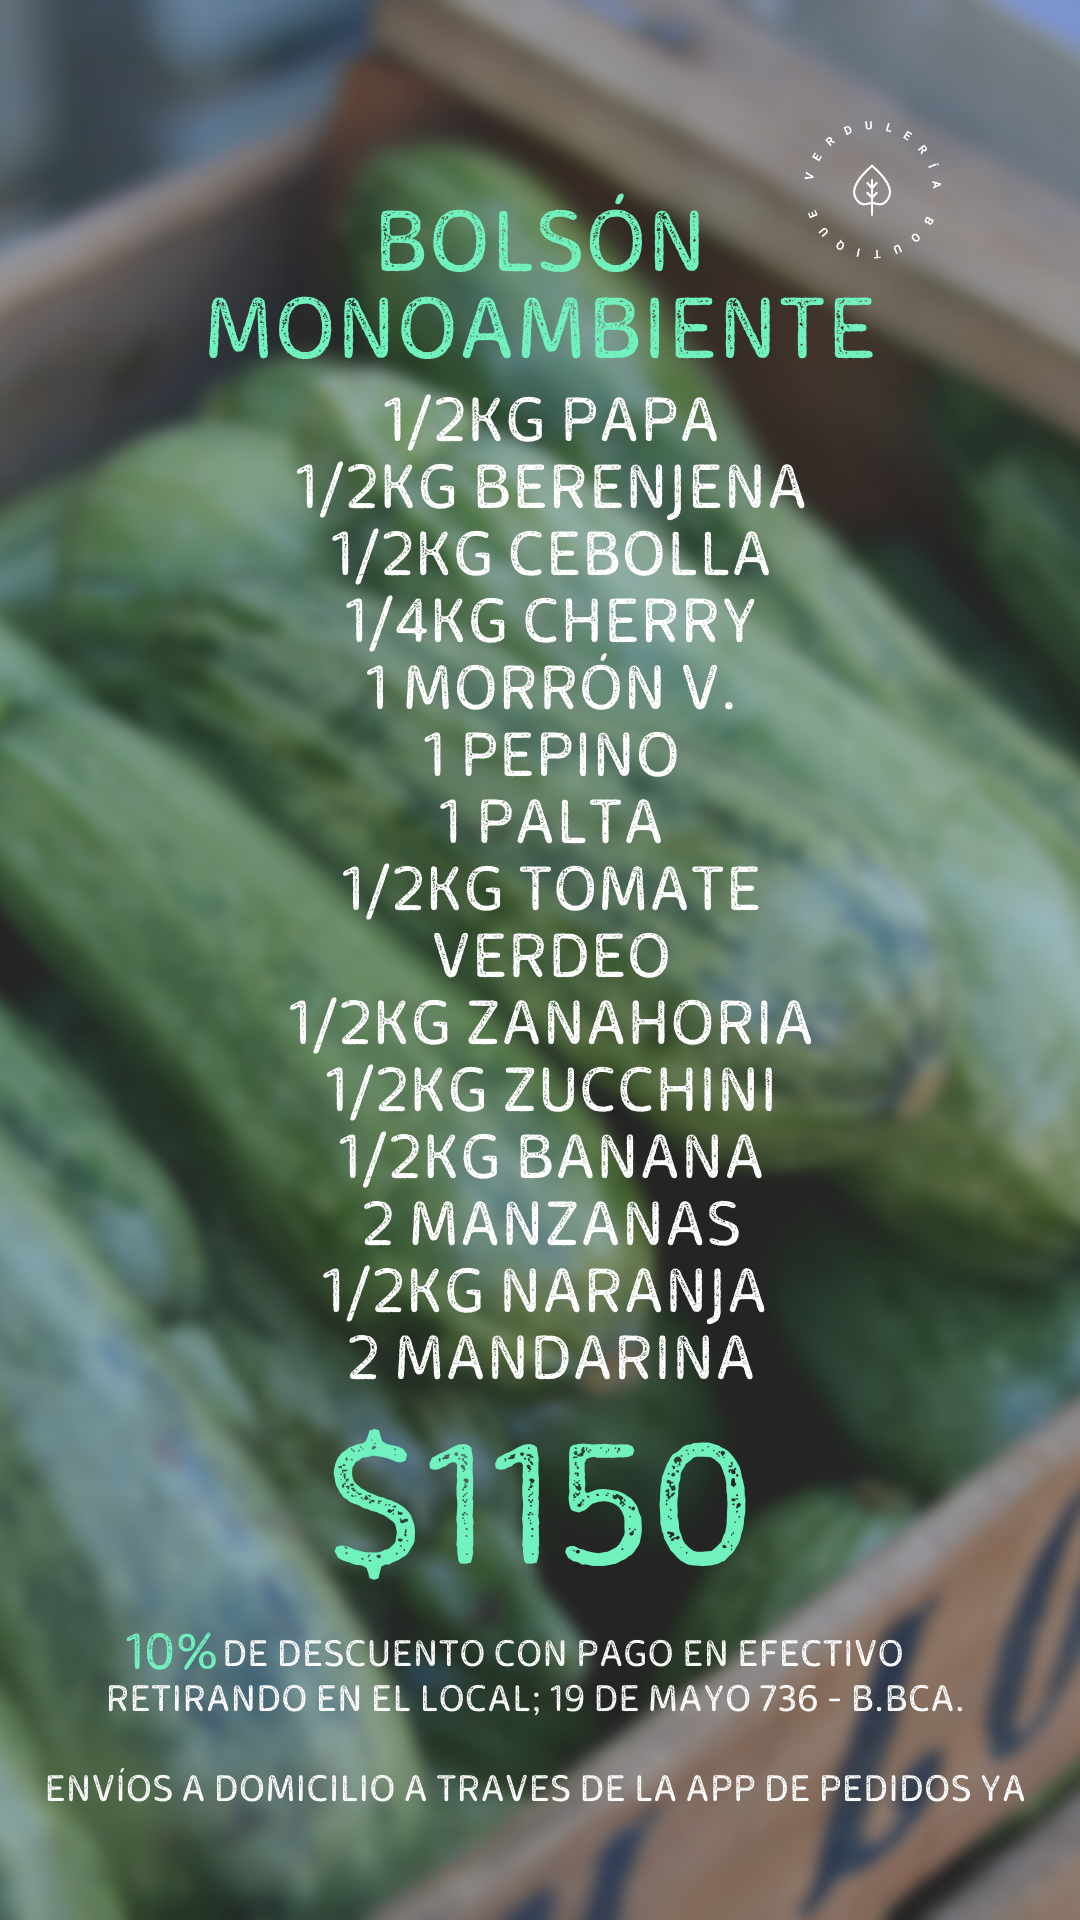 VERDULERÍA BOUTIQUE
BOLSÓN
MONOAMBIENTE
1/2KG PAPA
1/2KG BERENJENA
1/2KG CEBOLLA
1/4KG CHERRY
1 MORRÓN V.
1 PEPINO
1 PALTA
1/2KG TOMATE
VERDEO
1/2KG ZANAHORIA
1/2KG ZUCCHINI
1/2KG BANANA
2 MANZANAS
1/2KG NARANJA
2 MANDARINA
$1150
10% DE DESCUENTO CON PAGO EN EFECTIVO
RETIRANDO EN EL LOCAL; 19 DE MAYO 736 - B.BCA.
ENVÍOS A DOMICILIO A TRAVES DE LA APP DE PEDIDOS YA